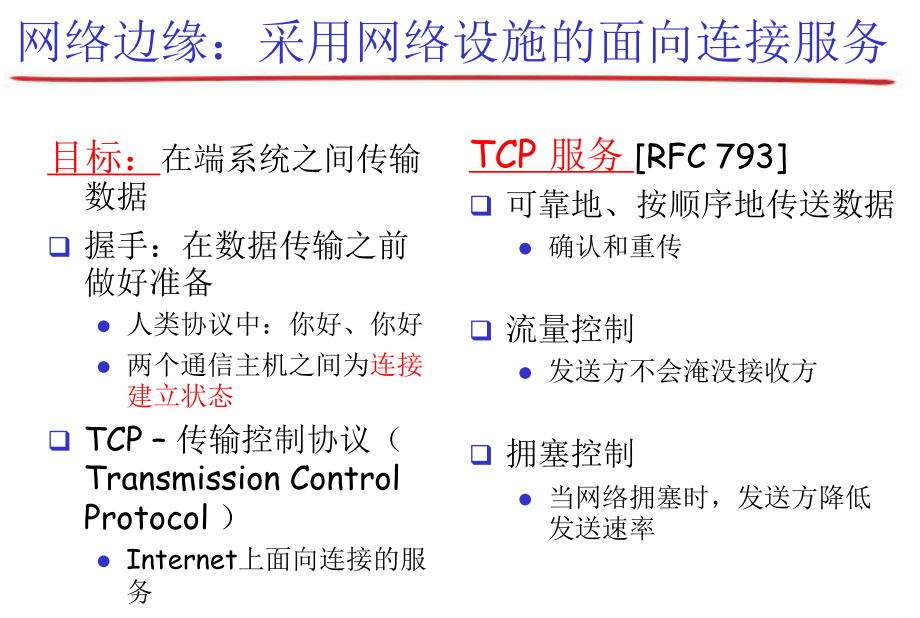 网络边缘：采用网络设施的面向连接服务
目标：在端系统之间传输
数据
握手：在数据传输之前
做好准备
人类协议中：你好、你好
两个通信主机之间为连接
建立状态
TCP – 传输控制协议（
Transmission Control
Protocol ）
Internet上面向连接的服
务
TCP 服务 [RFC 793]
可靠地、按顺序地传送数据
确认和重传
流量控制
发送方不会淹没接收方
拥塞控制
当网络拥塞时，发送方降低
发送速率